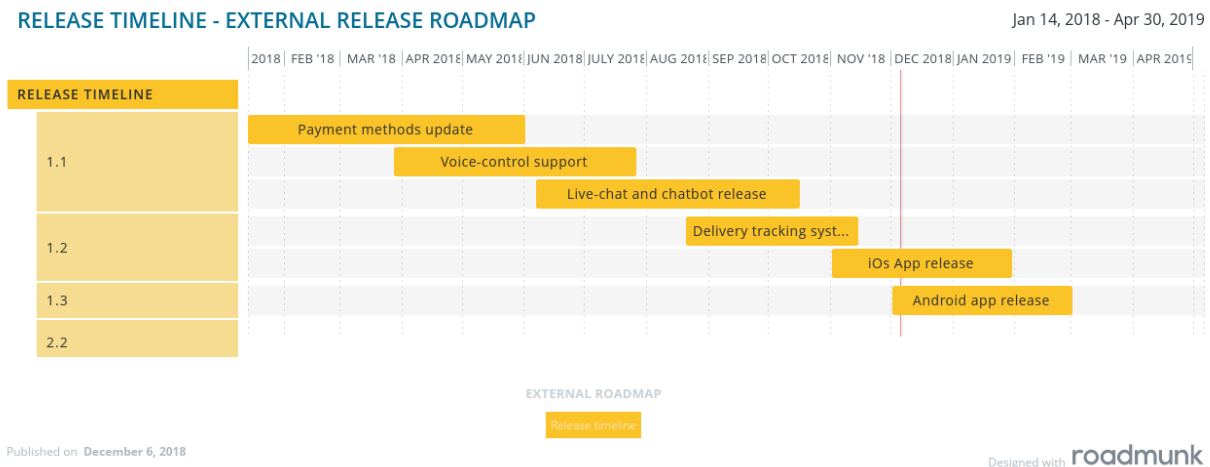 RELEASE TIMELINE - EXTERNAL RELEASE ROADMAP
Jan 14, 2018 - Apr 30, 2019
2018 FEB '18 MAR '18 APR 2018 MAY 2018 JUN 2018 JULY 2018 AUG 2018 SEP 2018 OCT 2018 NOV '18 DEC 2018 JAN 2019 FEB '19 MAR '19 APR 2019
RELEASE TIMELINE
1.1
Payment methods update
Voice-control support
Live-chat and chatbot release
1.2
Delivery tracking syst...
iOs App release
1.3
Android app release
2.2
EXTERNAL ROADMAP
Release timeline
Published on December 6, 2018
Designed with roadmunk